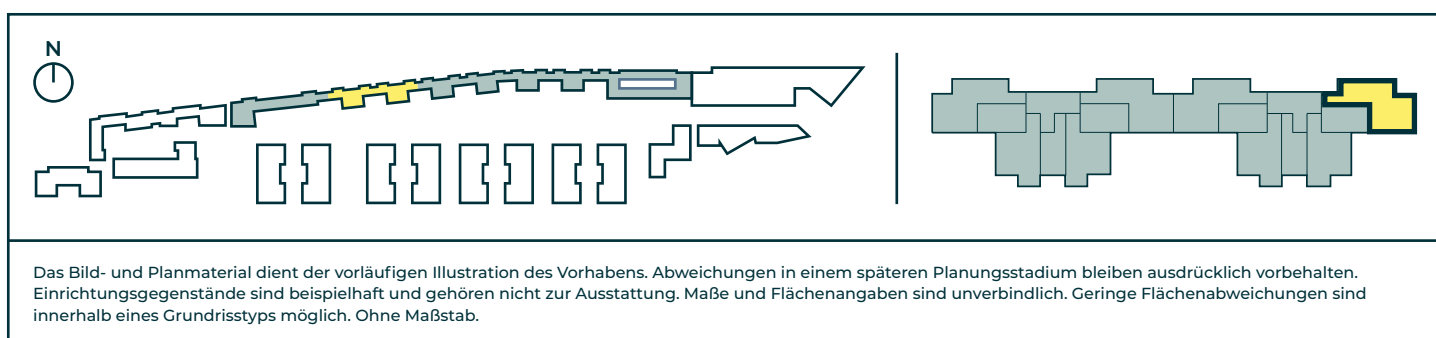 N
Das Bild- und Planmaterial dient der vorläufigen Illustration des Vorhabens. Abweichungen in einem späteren Planungsstadium bleiben ausdrücklich vorbehalten.
Einrichtungsgegenstände sind beispielhaft und gehören nicht zur Ausstattung. Maße und Flächenangaben sind unverbindlich. Geringe Flächenabweichungen sind
innerhalb eines Grundrisstyps möglich. Ohne Maßstab.